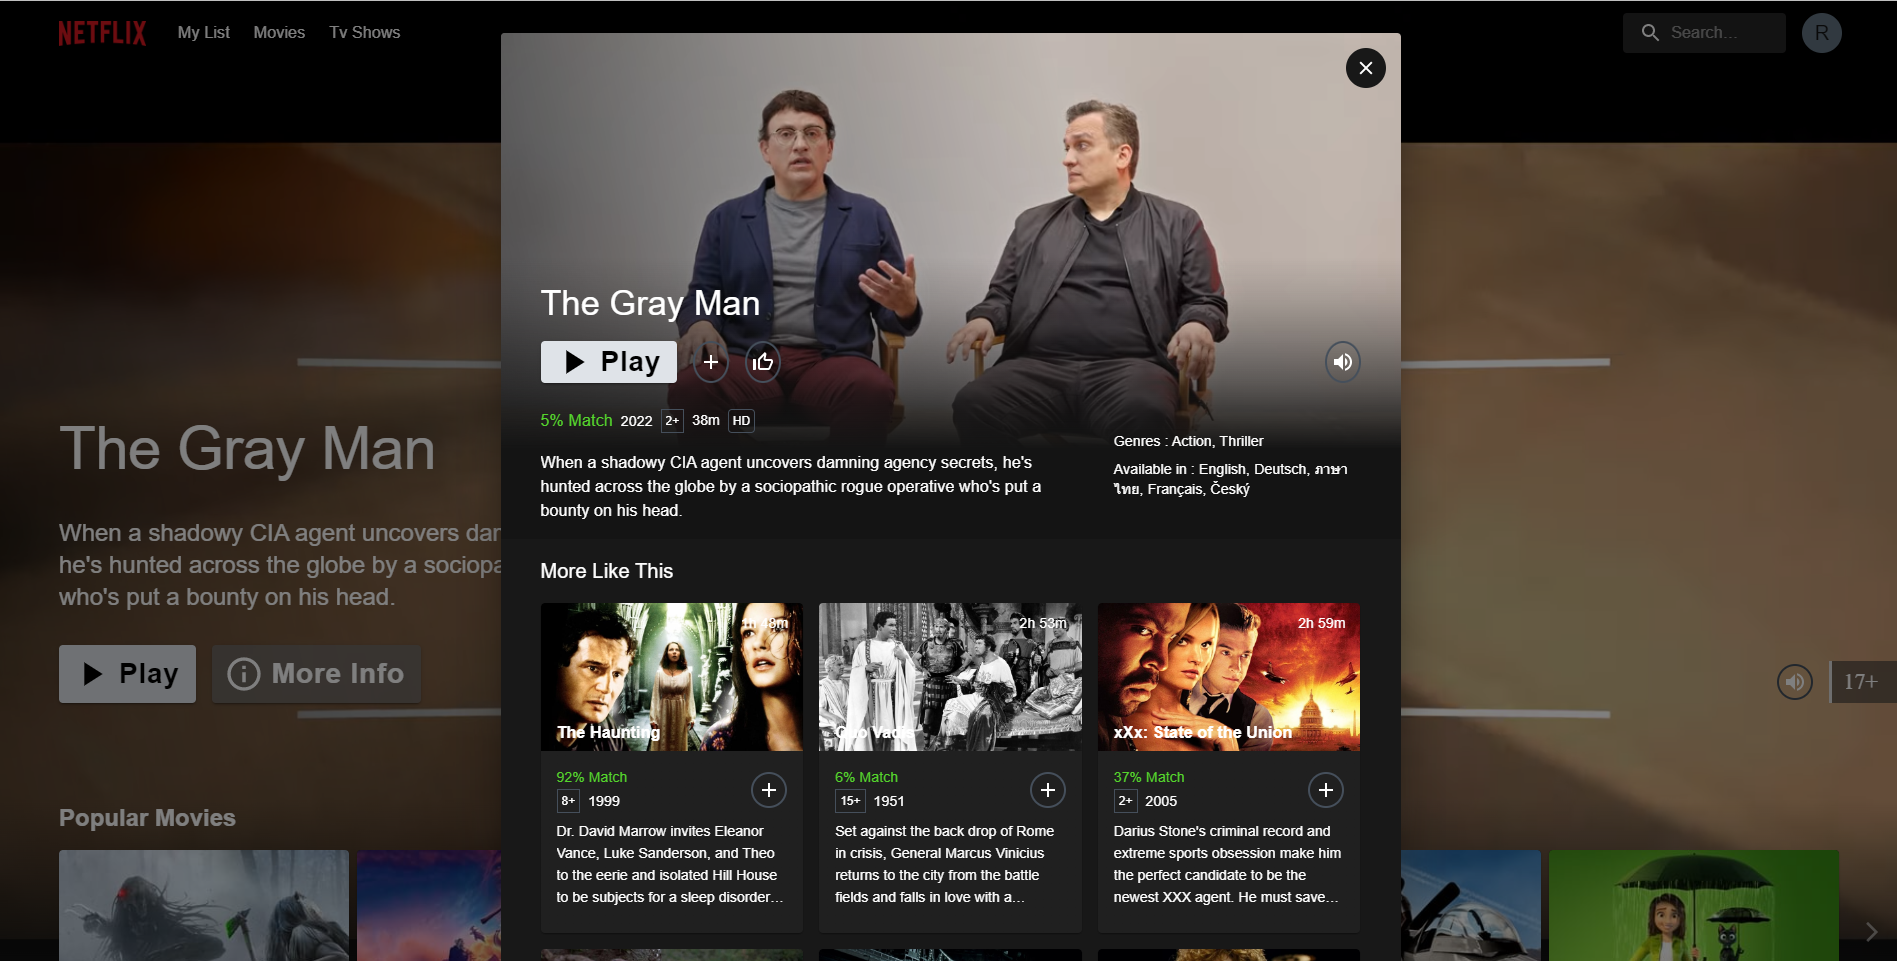 NETFLIX
My List
Movies
Tv Shows
Search...
R
The Gray Man
Play
5% Match 2022 2+ 38m HD
When a shadowy CIA agent uncovers damning agency secrets, he's
hunted across the globe by a sociopathic rogue operative who's put a
bounty on his head.
Genres : Action, Thriller
Available in : English, Deutsch, ภาษา
ไทย, Français, Český
More Like This
1h 48m
The Haunting
92% Match
8+ 1999
Dr. David Marrow invites Eleanor
Vance, Luke Sanderson, and Theo
to the eerie and isolated Hill House
to be subjects for a sleep disorder...
2h 53m
Quo Vadis
6% Match
15+ 1951
Set against the back drop of Rome
in crisis, General Marcus Vinicius
returns to the city from the battle
fields and falls in love with a...
2h 59m
xXx: State of the Union
37% Match
2+ 2005
Darius Stone's criminal record and
extreme sports obsession make him
the perfect candidate to be the
newest XXX agent. He must save...
The Gray Man
When a shadowy CIA agent uncovers
he's hunted across the globe by a
who's put a bounty on his head.
Play
More Info
17+
Popular Movies